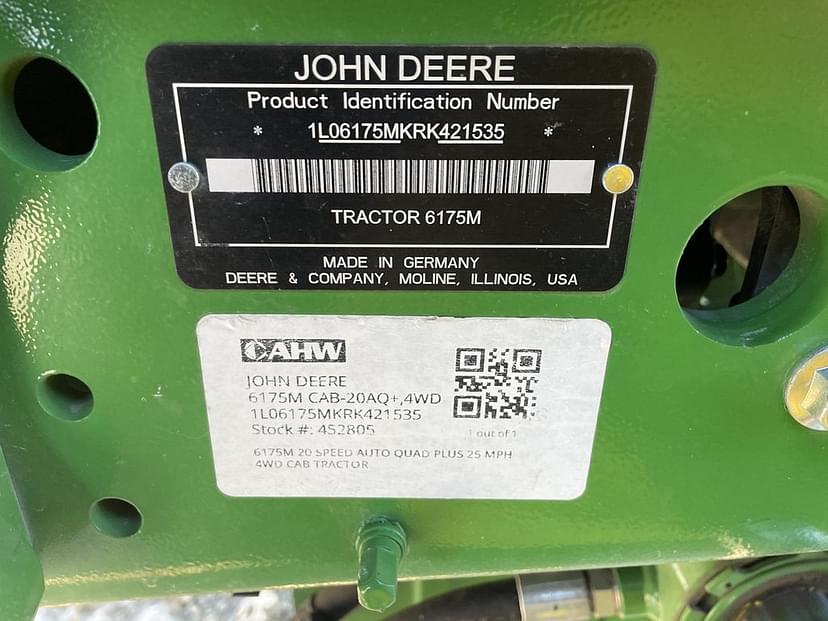 JOHN DEERE
Product Identification Number
* 1L06175MKRK421535 *
TRACTOR 6175M
MADE IN GERMANY
DEERE & COMPANY, MOLINE, ILLINOIS, USA
AHW
JOHN DEERE
6175M CAB-20AQ+,4WD
1L06175MKRK421535
Stock #: 452805
1 out of 1
6175M 20 SPEED AUTO QUAD PLUS 25 MPH
4WD CAB TRACTOR